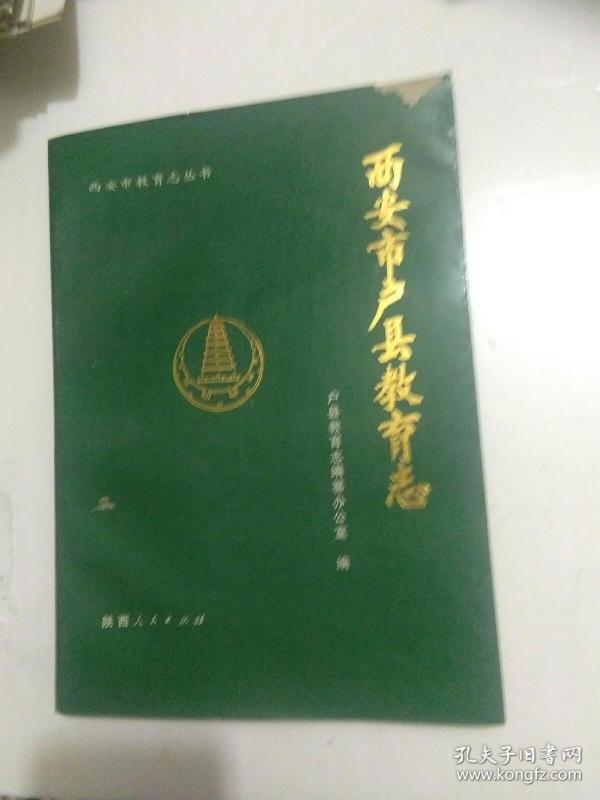 西安市教育志丛书
西安市户县教育志
户县教育志编纂办公室 编
陕西人民出版社
孔夫子旧书网
www.kongfz.com